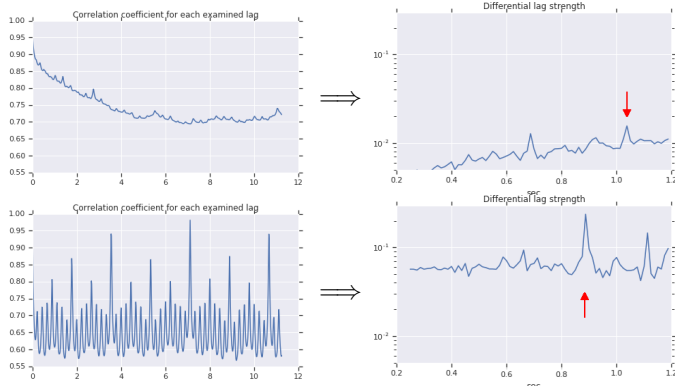 Correlation coefficient for each examined lag
1.00
0.95
0.90
0.85
0.80
0.75
0.70
0.65
0.60
0.55
0 2 4 6 8 10 12
Differential lag strength
10⁻¹
10⁻²
0.2 0.4 0.6 0.8 1.0 1.2
sec
Correlation coefficient for each examined lag
1.00
0.95
0.90
0.85
0.80
0.75
0.70
0.65
0.60
0.55
0 2 4 6 8 10 12
Differential lag strength
10⁻¹
10⁻²
0.2 0.4 0.6 0.8 1.0 1.2
sec